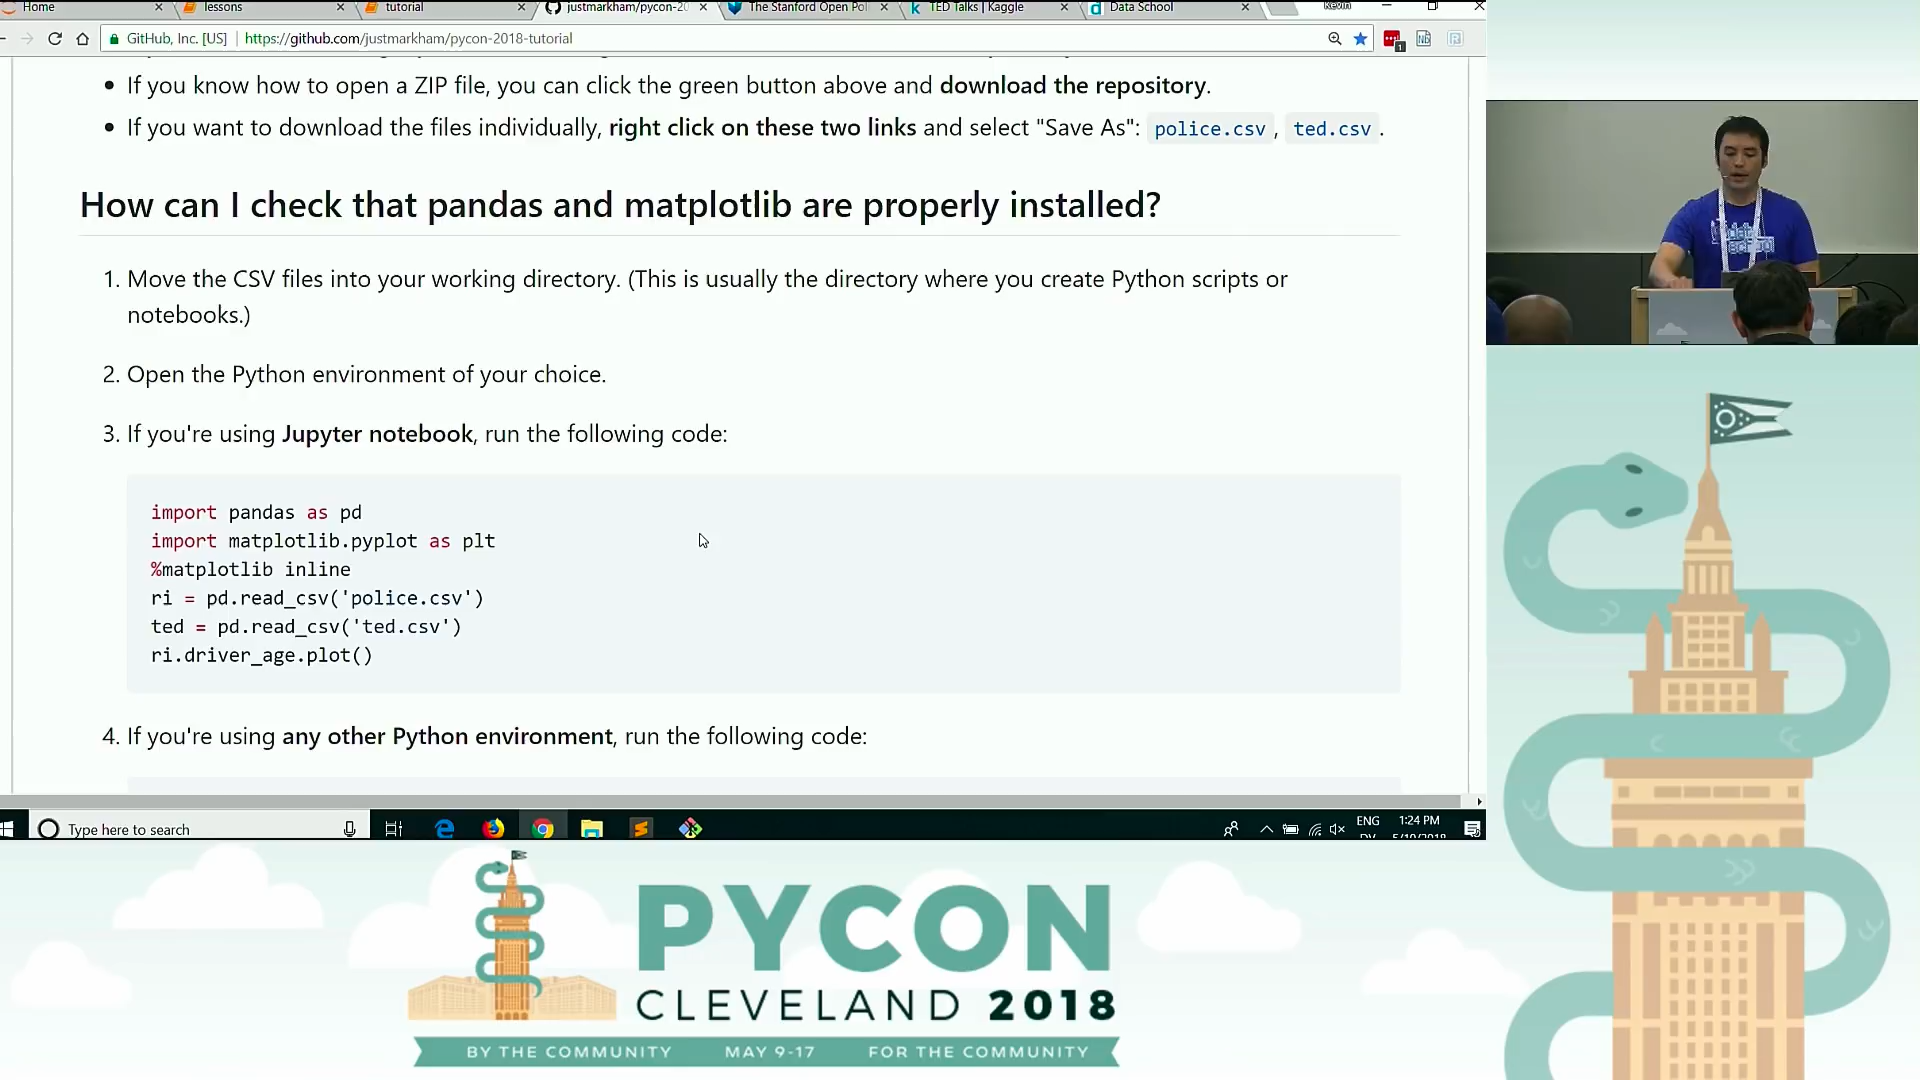 Home
lessons
tutorial
justmarkham/pycon-20
The Stanford Open Pol
TED Talks | Kaggle
Data School
Kevin
GitHub, Inc. [US] | https://github.com/justmarkham/pycon-2018-tutorial
If you know how to open a ZIP file, you can click the green button above and download the repository.
If you want to download the files individually, right click on these two links and select "Save As": police.csv , ted.csv .
How can I check that pandas and matplotlib are properly installed?
1. Move the CSV files into your working directory. (This is usually the directory where you create Python scripts or
notebooks.)
2. Open the Python environment of your choice.
3. If you're using Jupyter notebook, run the following code:
import pandas as pd
import matplotlib.pyplot as plt
%matplotlib inline
ri = pd.read_csv('police.csv')
ted = pd.read_csv('ted.csv')
ri.driver_age.plot()
4. If you're using any other Python environment, run the following code:
Type here to search
ENG
1:24 PM
5/10/2018
data
school
PYCON
CLEVELAND 2018
BY THE COMMUNITY MAY 9-17 FOR THE COMMUNITY